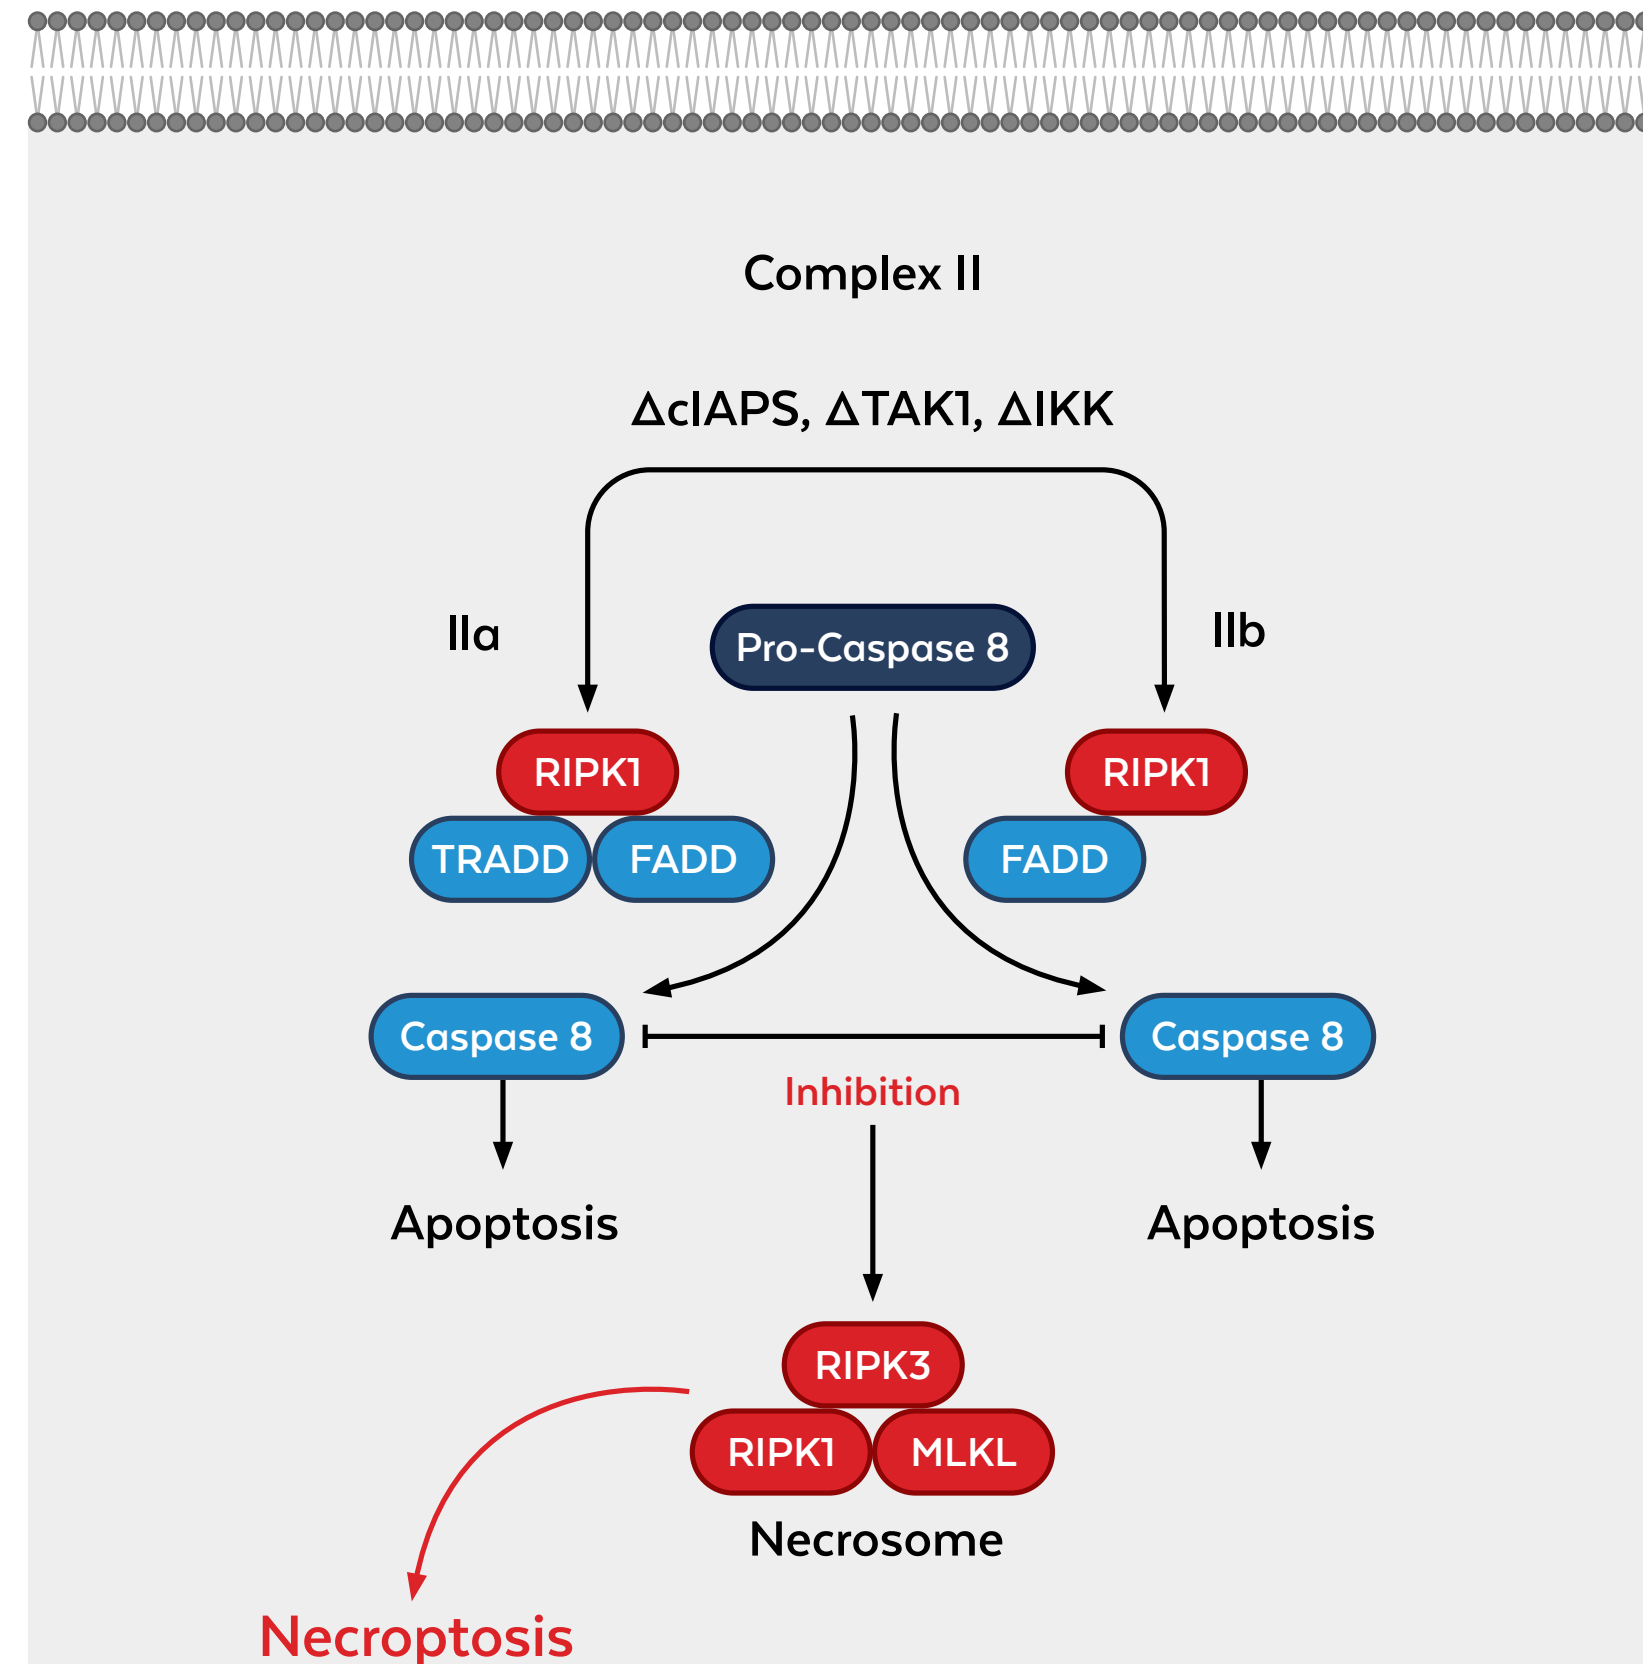 Complex II
ΔcIAPS, ΔTAK1, ΔIKK
IIa
Pro-Caspase 8
IIb
RIPK1
RIPK1
TRADD
FADD
FADD
Caspase 8
Caspase 8
Inhibition
Apoptosis
Apoptosis
RIPK3
RIPK1
MLKL
Necrosome
Necroptosis